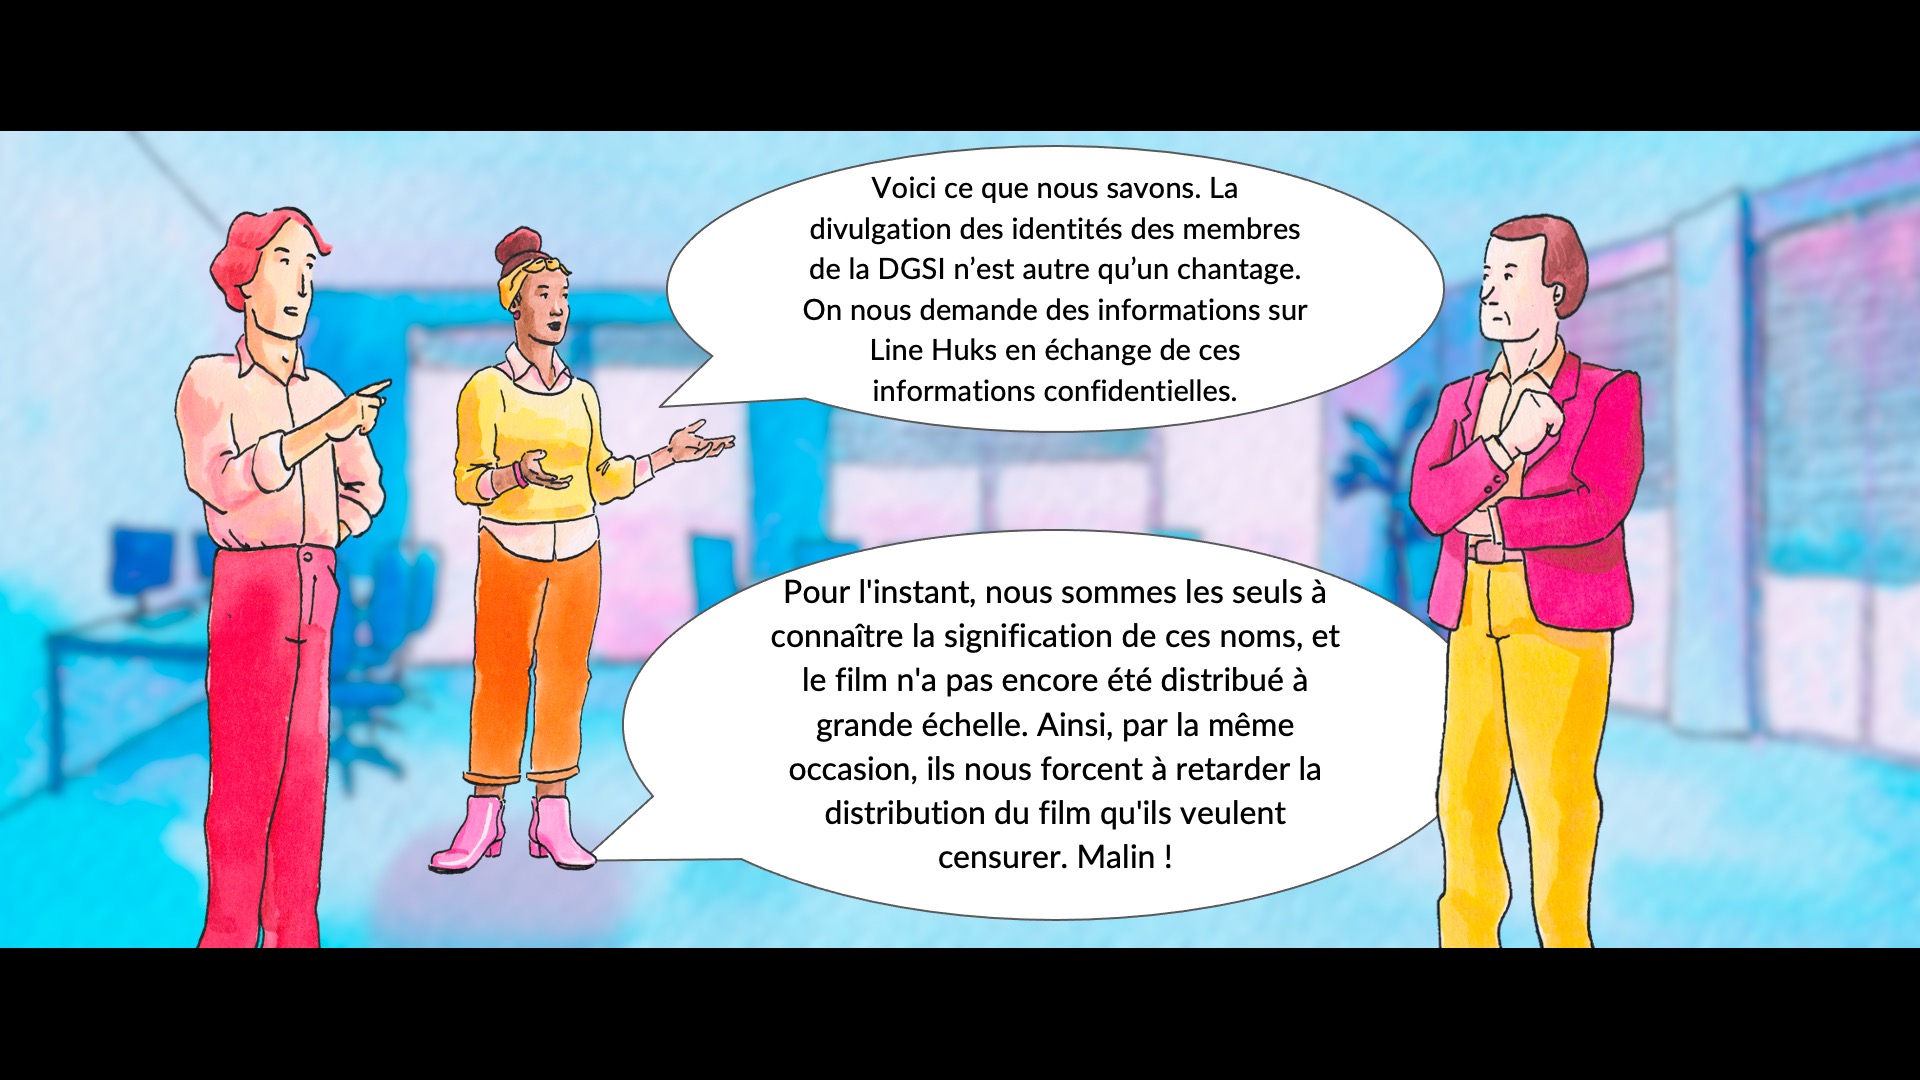 Voici ce que nous savons. La
divulgation des identités des membres
de la DGSI n’est autre qu’un chantage.
On nous demande des informations sur
Line Huks en échange de ces
informations confidentielles.
Pour l'instant, nous sommes les seuls à
connaître la signification de ces noms, et
le film n'a pas encore été distribué à
grande échelle. Ainsi, par la même
occasion, ils nous forcent à retarder la
distribution du film qu'ils veulent
censurer. Malin !